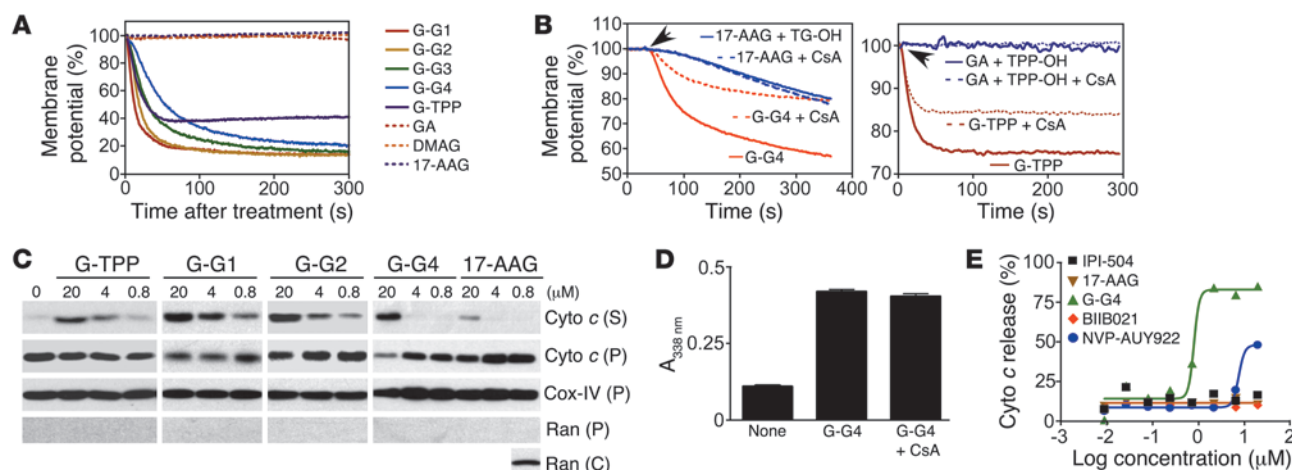 A
Membrane potential (%)
100
80
60
40
20
0
0 100 200 300
Time after treatment (s)
G-G1
G-G2
G-G3
G-G4
G-TPP
GA
DMAG
17-AAG
B
Membrane potential (%)
110
100
90
80
70
60
50
0 100 200 300 400
Time (s)
17-AAG + TG-OH
17-AAG + CsA
G-G4 + CsA
G-G4
100
90
80
70
0 100 200 300
Time (s)
GA + TPP-OH
GA + TPP-OH + CsA
G-TPP + CsA
G-TPP
C
G-TPP G-G1 G-G2 G-G4 17-AAG
0 20 4 0.8 20 4 0.8 20 4 0.8 20 4 0.8 20 4 0.8 (μM)
Cyto c (S)
Cyto c (P)
Cox-IV (P)
Ran (P)
Ran (C)
D
A338 nm
0.5
0.25
0
None G-G4 G-G4
+ CsA
E
Cyto c release (%)
100
75
50
25
0
-3 -2 -1 0 1 2
Log concentration (μM)
IPI-504
17-AAG
G-G4
BIIB021
NVP-AUY922